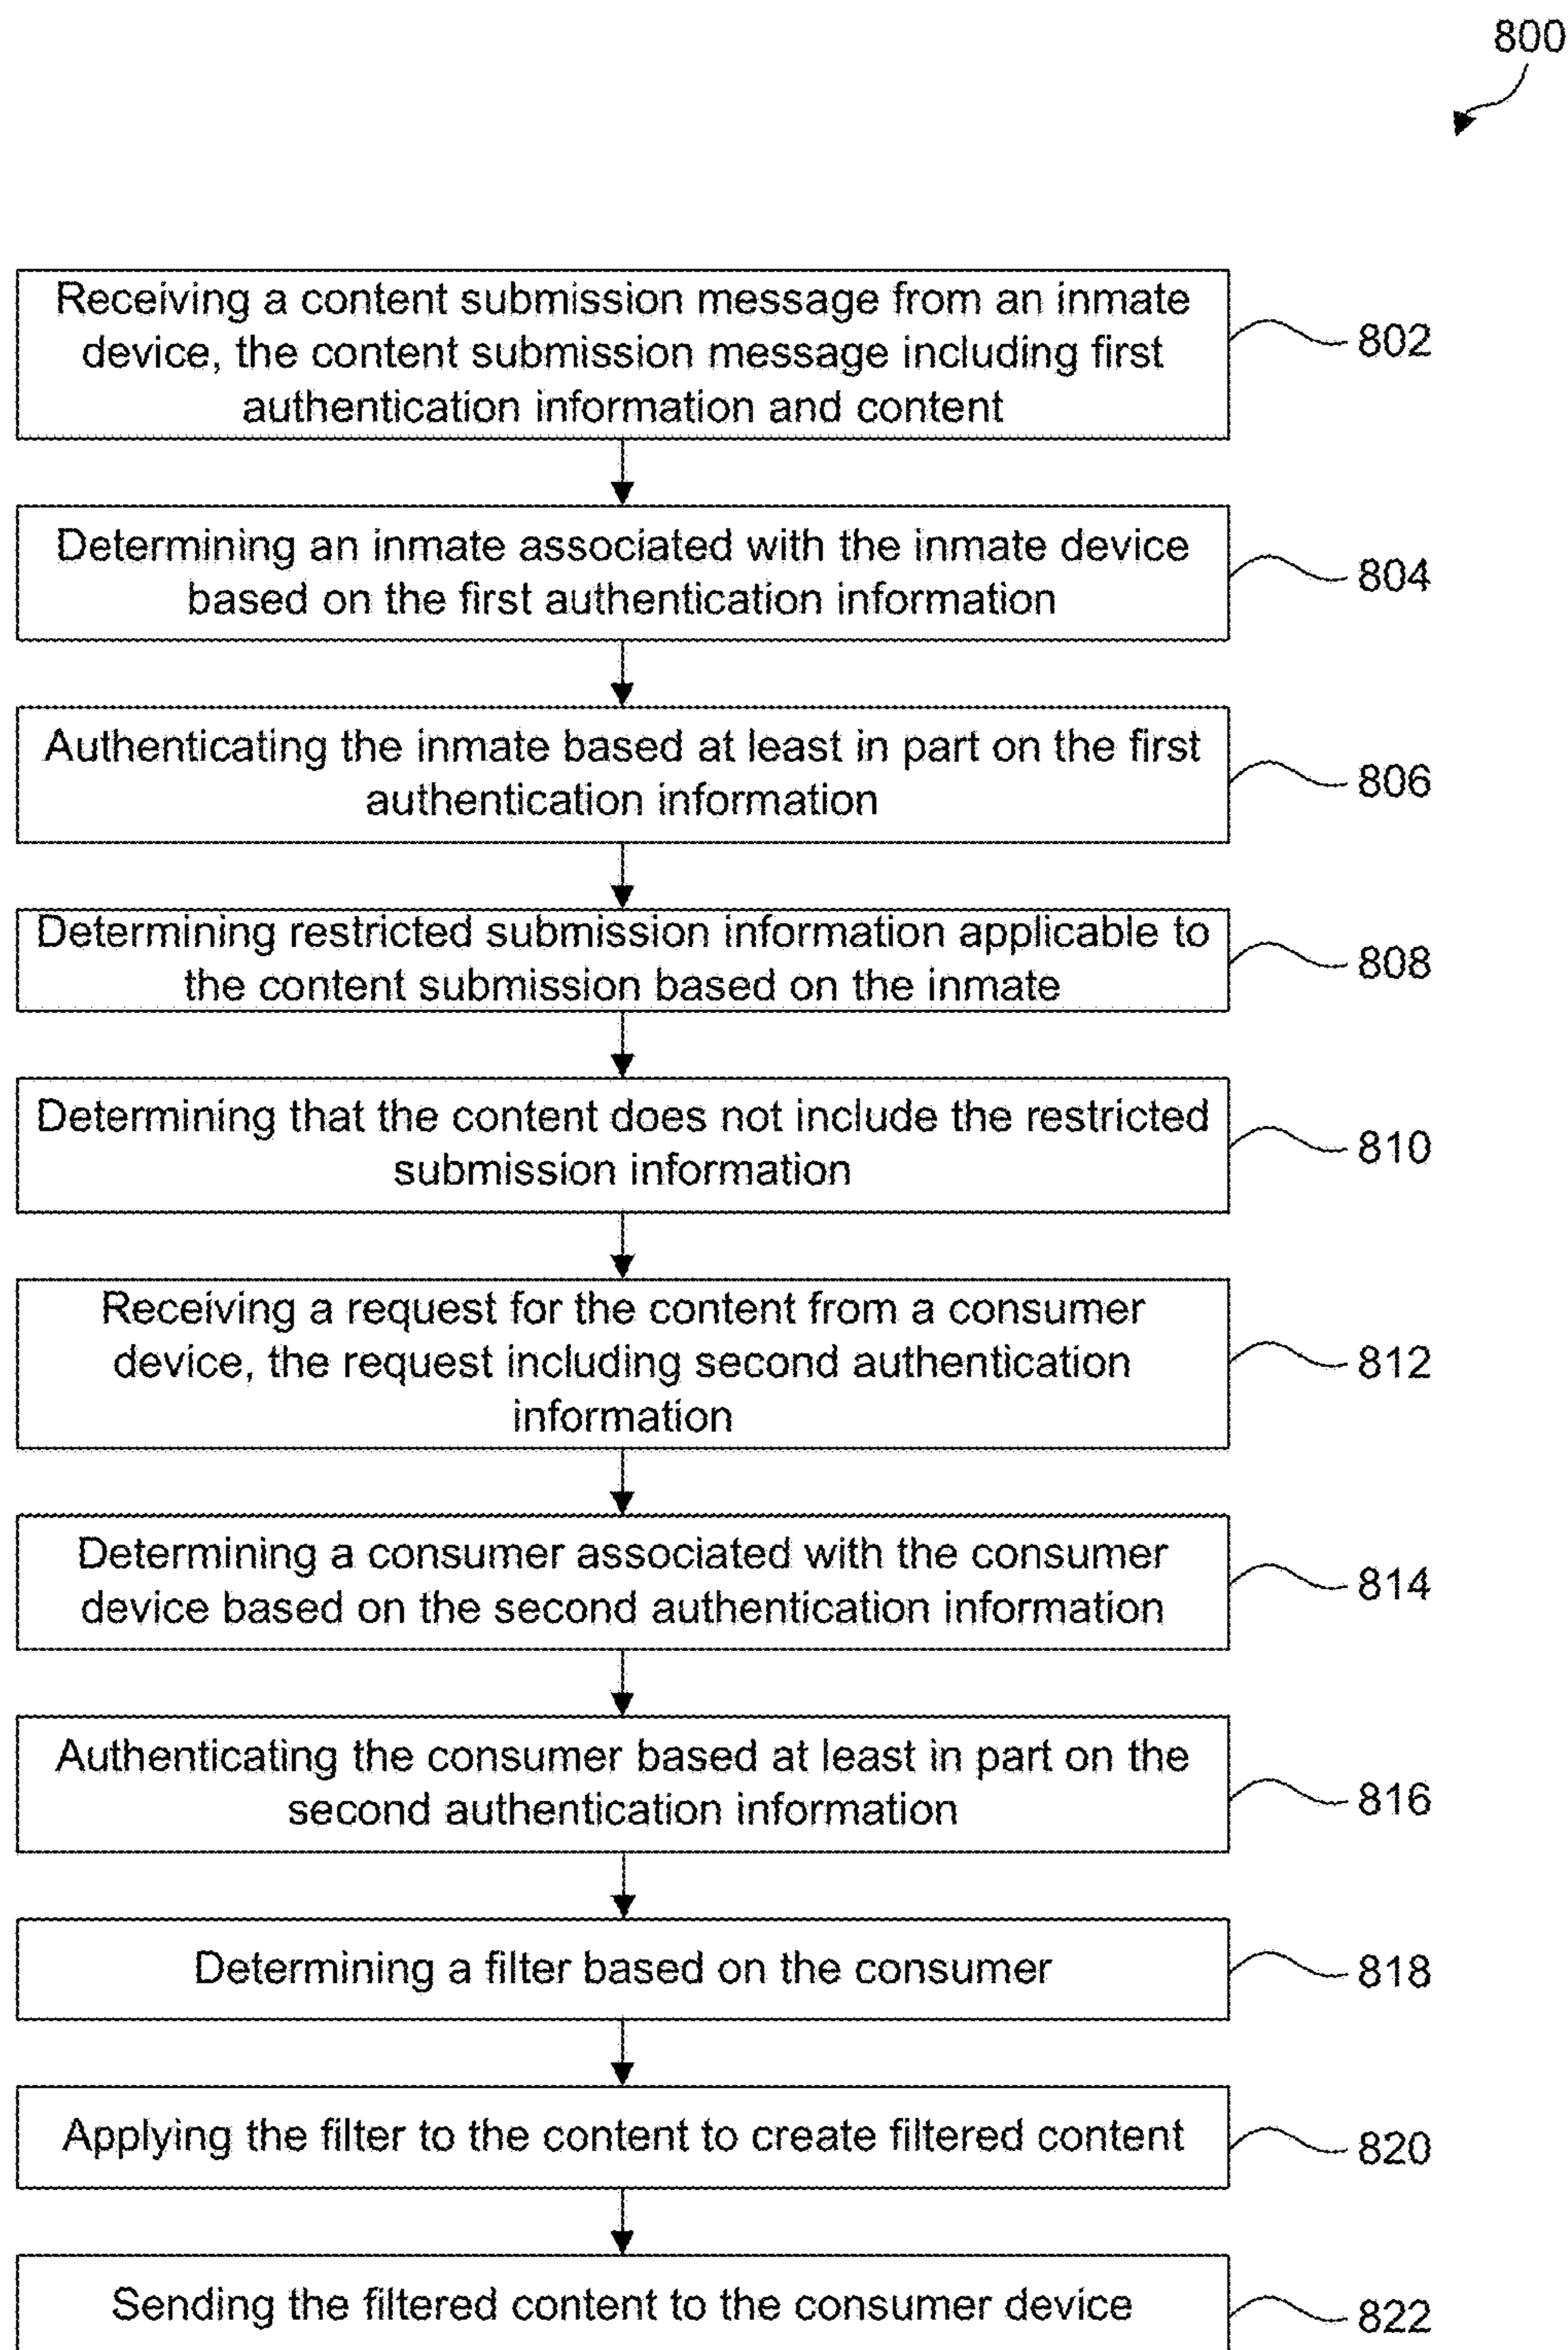 800
Receiving a content submission message from an inmate
device, the content submission message including first
authentication information and content
802
Determining an inmate associated with the inmate device
based on the first authentication information
804
Authenticating the inmate based at least in part on the first
authentication information
806
Determining restricted submission information applicable to
the content submission based on the inmate
808
Determining that the content does not include the restricted
submission information
810
Receiving a request for the content from a consumer
device, the request including second authentication
information
812
Determining a consumer associated with the consumer
device based on the second authentication information
814
Authenticating the consumer based at least in part on the
second authentication information
816
Determining a filter based on the consumer
818
Applying the filter to the content to create filtered content
820
Sending the filtered content to the consumer device
822